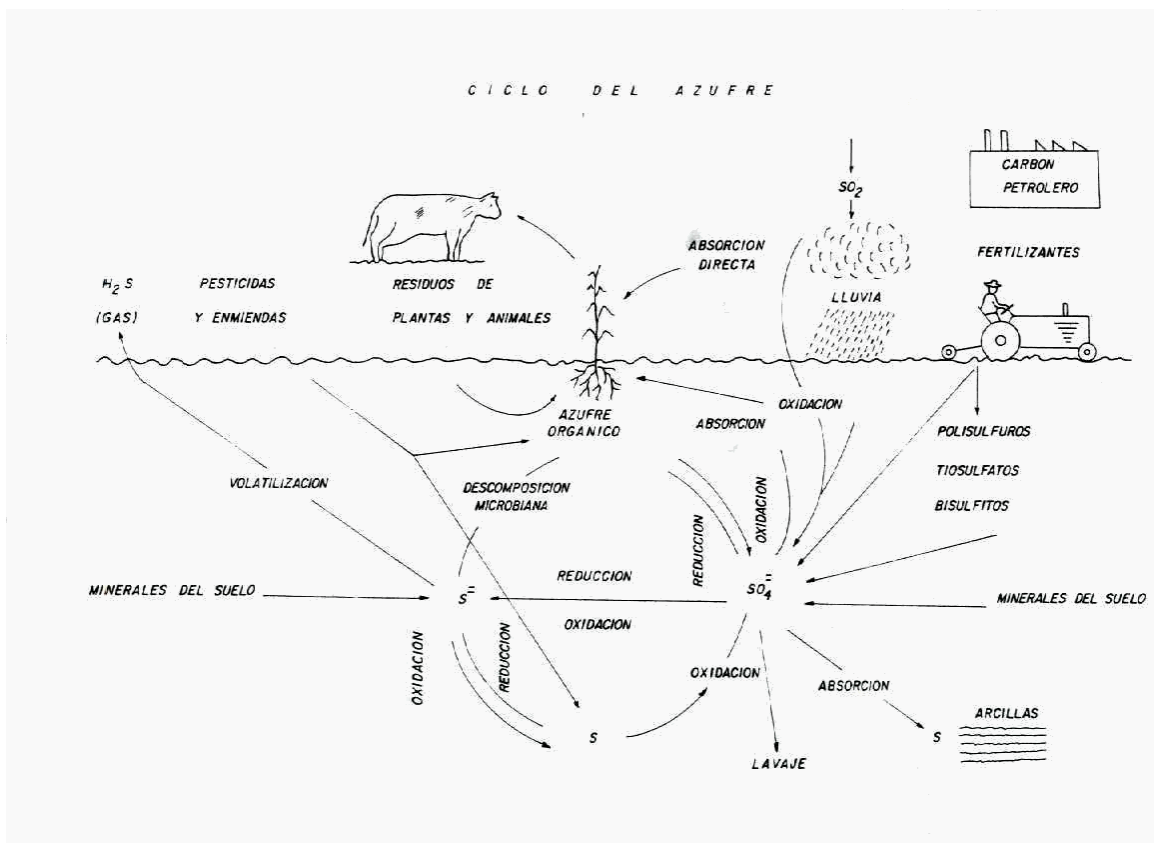 CICLO DEL AZUFRE
CARBON
PETROLERO
SO2
ABSORCION
DIRECTA
FERTILIZANTES
H2S
(GAS)
PESTICIDAS
Y ENMIENDAS
RESIDUOS DE
PLANTAS Y ANIMALES
LLUVIA
AZUFRE
ORGANICO
ABSORCION
OXIDACION
POLISULFUROS
TIOSULFATOS
BISULFITOS
VOLATILIZACION
DESCOMPOSICION
MICROBIANA
REDUCCION
OXIDACION
MINERALES DEL SUELO
S=
REDUCCION
OXIDACION
SO4=
MINERALES DEL SUELO
OXIDACION
REDUCCION
OXIDACION
ABSORCION
S
LAVAJE
S
ARCILLAS